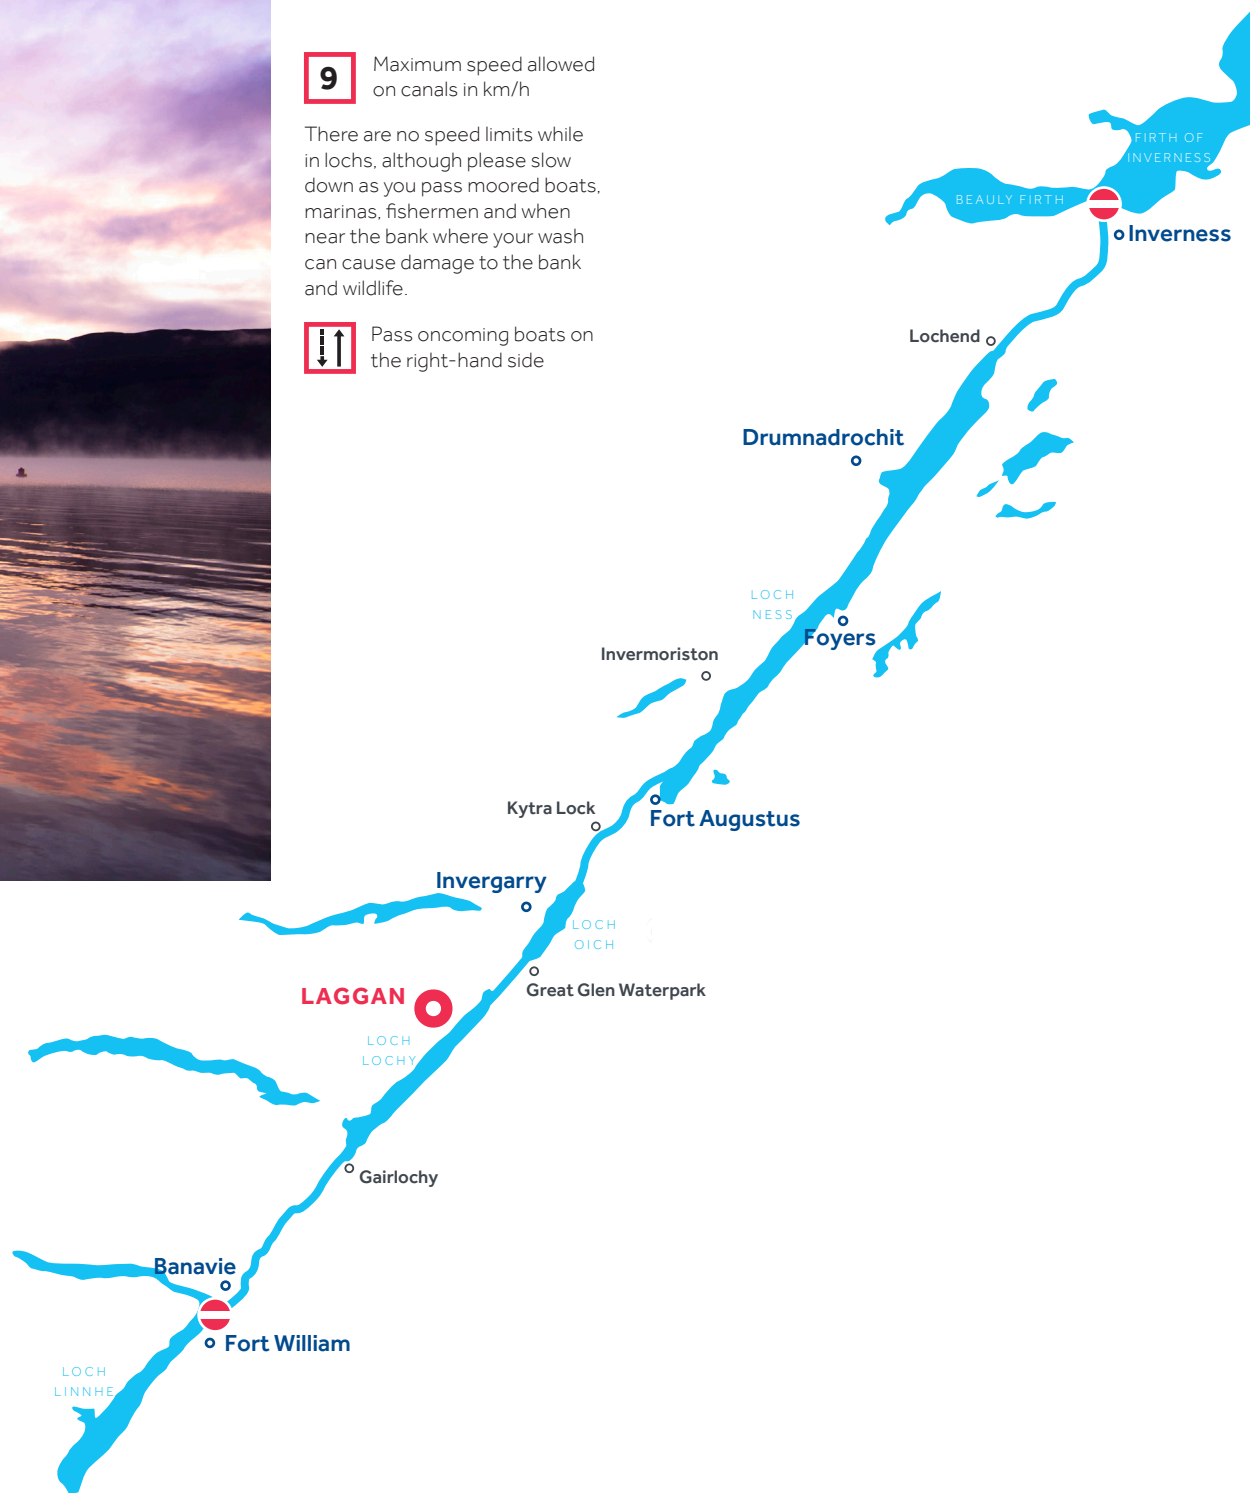 9
Maximum speed allowed
on canals in km/h
There are no speed limits while
in lochs, although please slow
down as you pass moored boats,
marinas, fishermen and when
near the bank where your wash
can cause damage to the bank
and wildlife.
Pass oncoming boats on
the right-hand side
FIRTH OF
INVERNESS
BEAULY FIRTH
Inverness
Lochend
Drumnadrochit
LOCH
NESS
Foyers
Invermoriston
Kytra Lock
Fort Augustus
Invergarry
LOCH
OICH
Great Glen Waterpark
LAGGAN
LOCH
LOCHY
Gairlochy
Banavie
Fort William
LOCH
LINNHE